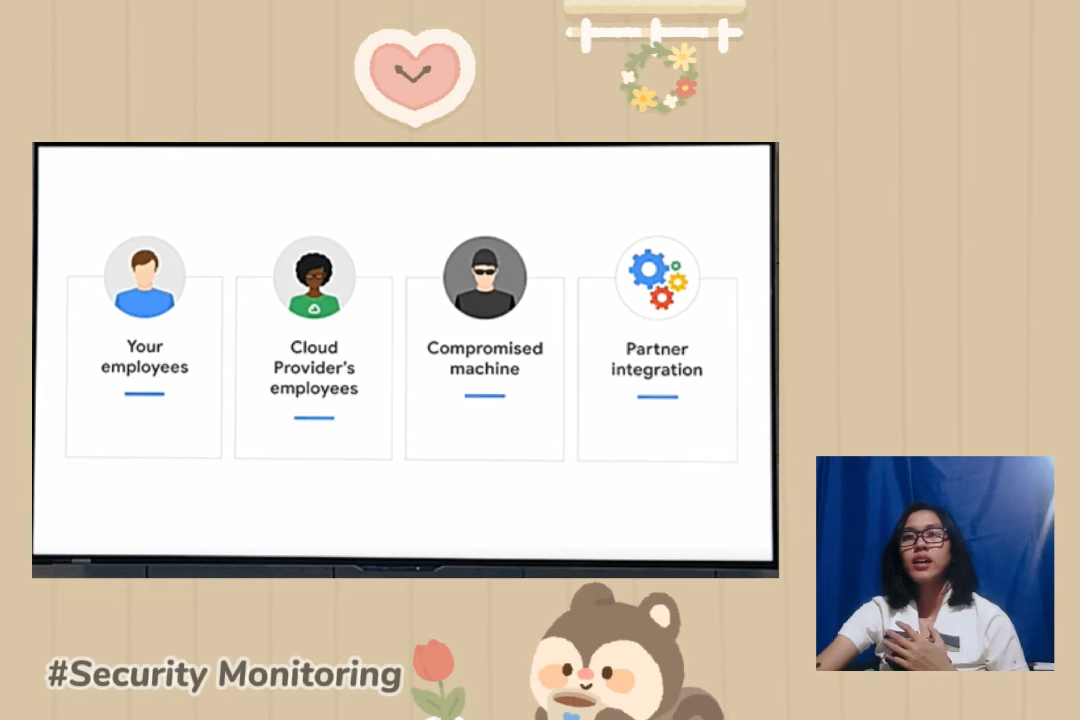 Your
employees
Cloud
Provider's
employees
Compromised
machine
Partner
integration
#Security Monitoring